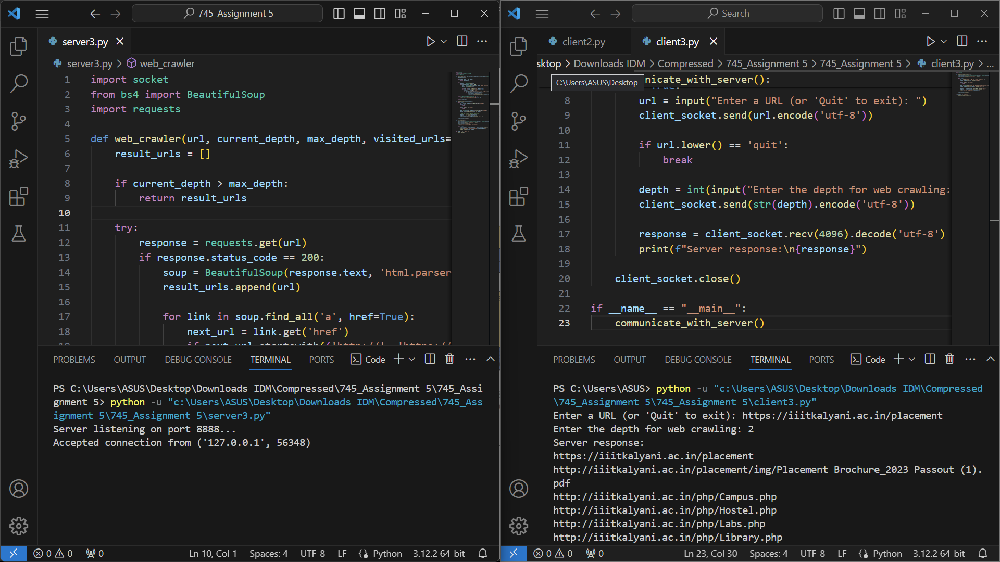 745_Assignment 5
server3.py
server3.py > web_crawler
1 import socket
2 from bs4 import BeautifulSoup
3 import requests
4
5 def web_crawler(url, current_depth, max_depth, visited_urls=
6 result_urls = []
7
8 if current_depth > max_depth:
9 return result_urls
10
11 try:
12 response = requests.get(url)
13 if response.status_code == 200:
14 soup = BeautifulSoup(response.text, 'html.parser
15 result_urls.append(url)
16
17 for link in soup.find_all('a', href=True):
18 next_url = link.get('href')
PROBLEMS OUTPUT DEBUG CONSOLE TERMINAL PORTS Code
PS C:\Users\ASUS\Desktop\Downloads IDM\Compressed\745_Assignment 5\745_Assi
gnment 5> python -u "c:\Users\ASUS\Desktop\Downloads IDM\Compressed\745_Ass
ignment 5\745_Assignment 5\server3.py"
Server listening on port 8888...
Accepted connection from ('127.0.0.1', 56348)
0 0 0 Ln 10, Col 1 Spaces: 4 UTF-8 LF Python 3.12.2 64-bit
Search
client2.py client3.py
sktop > Downloads IDM > Compressed > 745_Assignment 5 > 745_Assignment 5 > client3.py > ...
C:\Users\ASUS\Desktop
nicate_with_server():
8 url = input("Enter a URL (or 'Quit' to exit): ")
9 client_socket.send(url.encode('utf-8'))
10
11 if url.lower() == 'quit':
12 break
13
14 depth = int(input("Enter the depth for web crawling:
15 client_socket.send(str(depth).encode('utf-8'))
16
17 response = client_socket.recv(4096).decode('utf-8')
18 print(f"Server response:\n{response}")
19
20 client_socket.close()
21
22 if __name__ == "__main__":
23 communicate_with_server()
PROBLEMS OUTPUT DEBUG CONSOLE TERMINAL PORTS Code
PS C:\Users\ASUS> python -u "c:\Users\ASUS\Desktop\Downloads IDM\Compressed
\745_Assignment 5\745_Assignment 5\client3.py"
Enter a URL (or 'Quit' to exit): https://iiitkalyani.ac.in/placement
Enter the depth for web crawling: 2
Server response:
https://iiitkalyani.ac.in/placement
http://iiitkalyani.ac.in/placement/img/Placement Brochure_2023 Passout (1).
pdf
http://iiitkalyani.ac.in/php/Campus.php
http://iiitkalyani.ac.in/php/Hostel.php
http://iiitkalyani.ac.in/php/Labs.php
http://iiitkalyani.ac.in/php/Library.php
0 0 0 Ln 23, Col 30 Spaces: 4 UTF-8 LF Python 3.12.2 64-bit